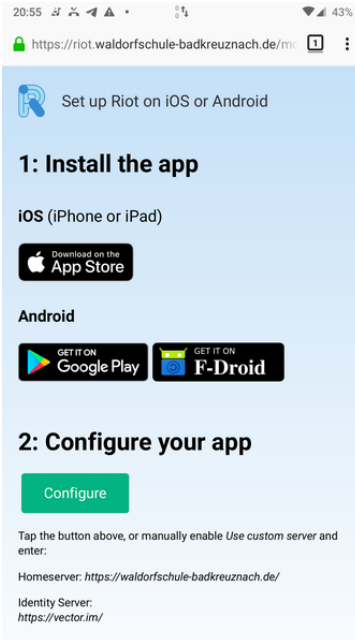 20:55
43%
https://riot.waldorfschule-badkreuznach.de/mo
1
Set up Riot on iOS or Android
1: Install the app
iOS (iPhone or iPad)
Download on the
App Store
Android
GET IT ON
Google Play
GET IT ON
F-Droid
2: Configure your app
Configure
Tap the button above, or manually enable Use custom server and
enter:
Homeserver: https://waldorfschule-badkreuznach.de/
Identity Server:
https://vector.im/